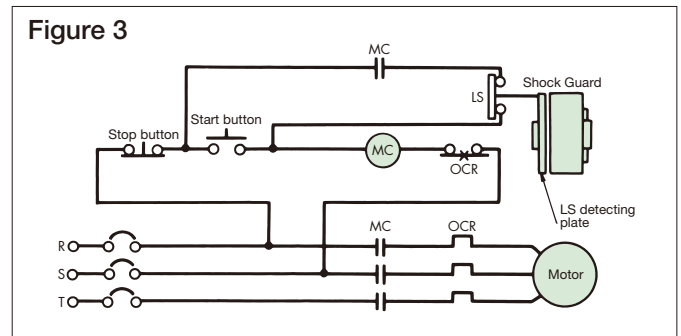 Figure 3
MC
Shock Guard
LS
Start button
Stop button
MC
OCR
LS detecting
plate
MC
OCR
R
S
T
Motor